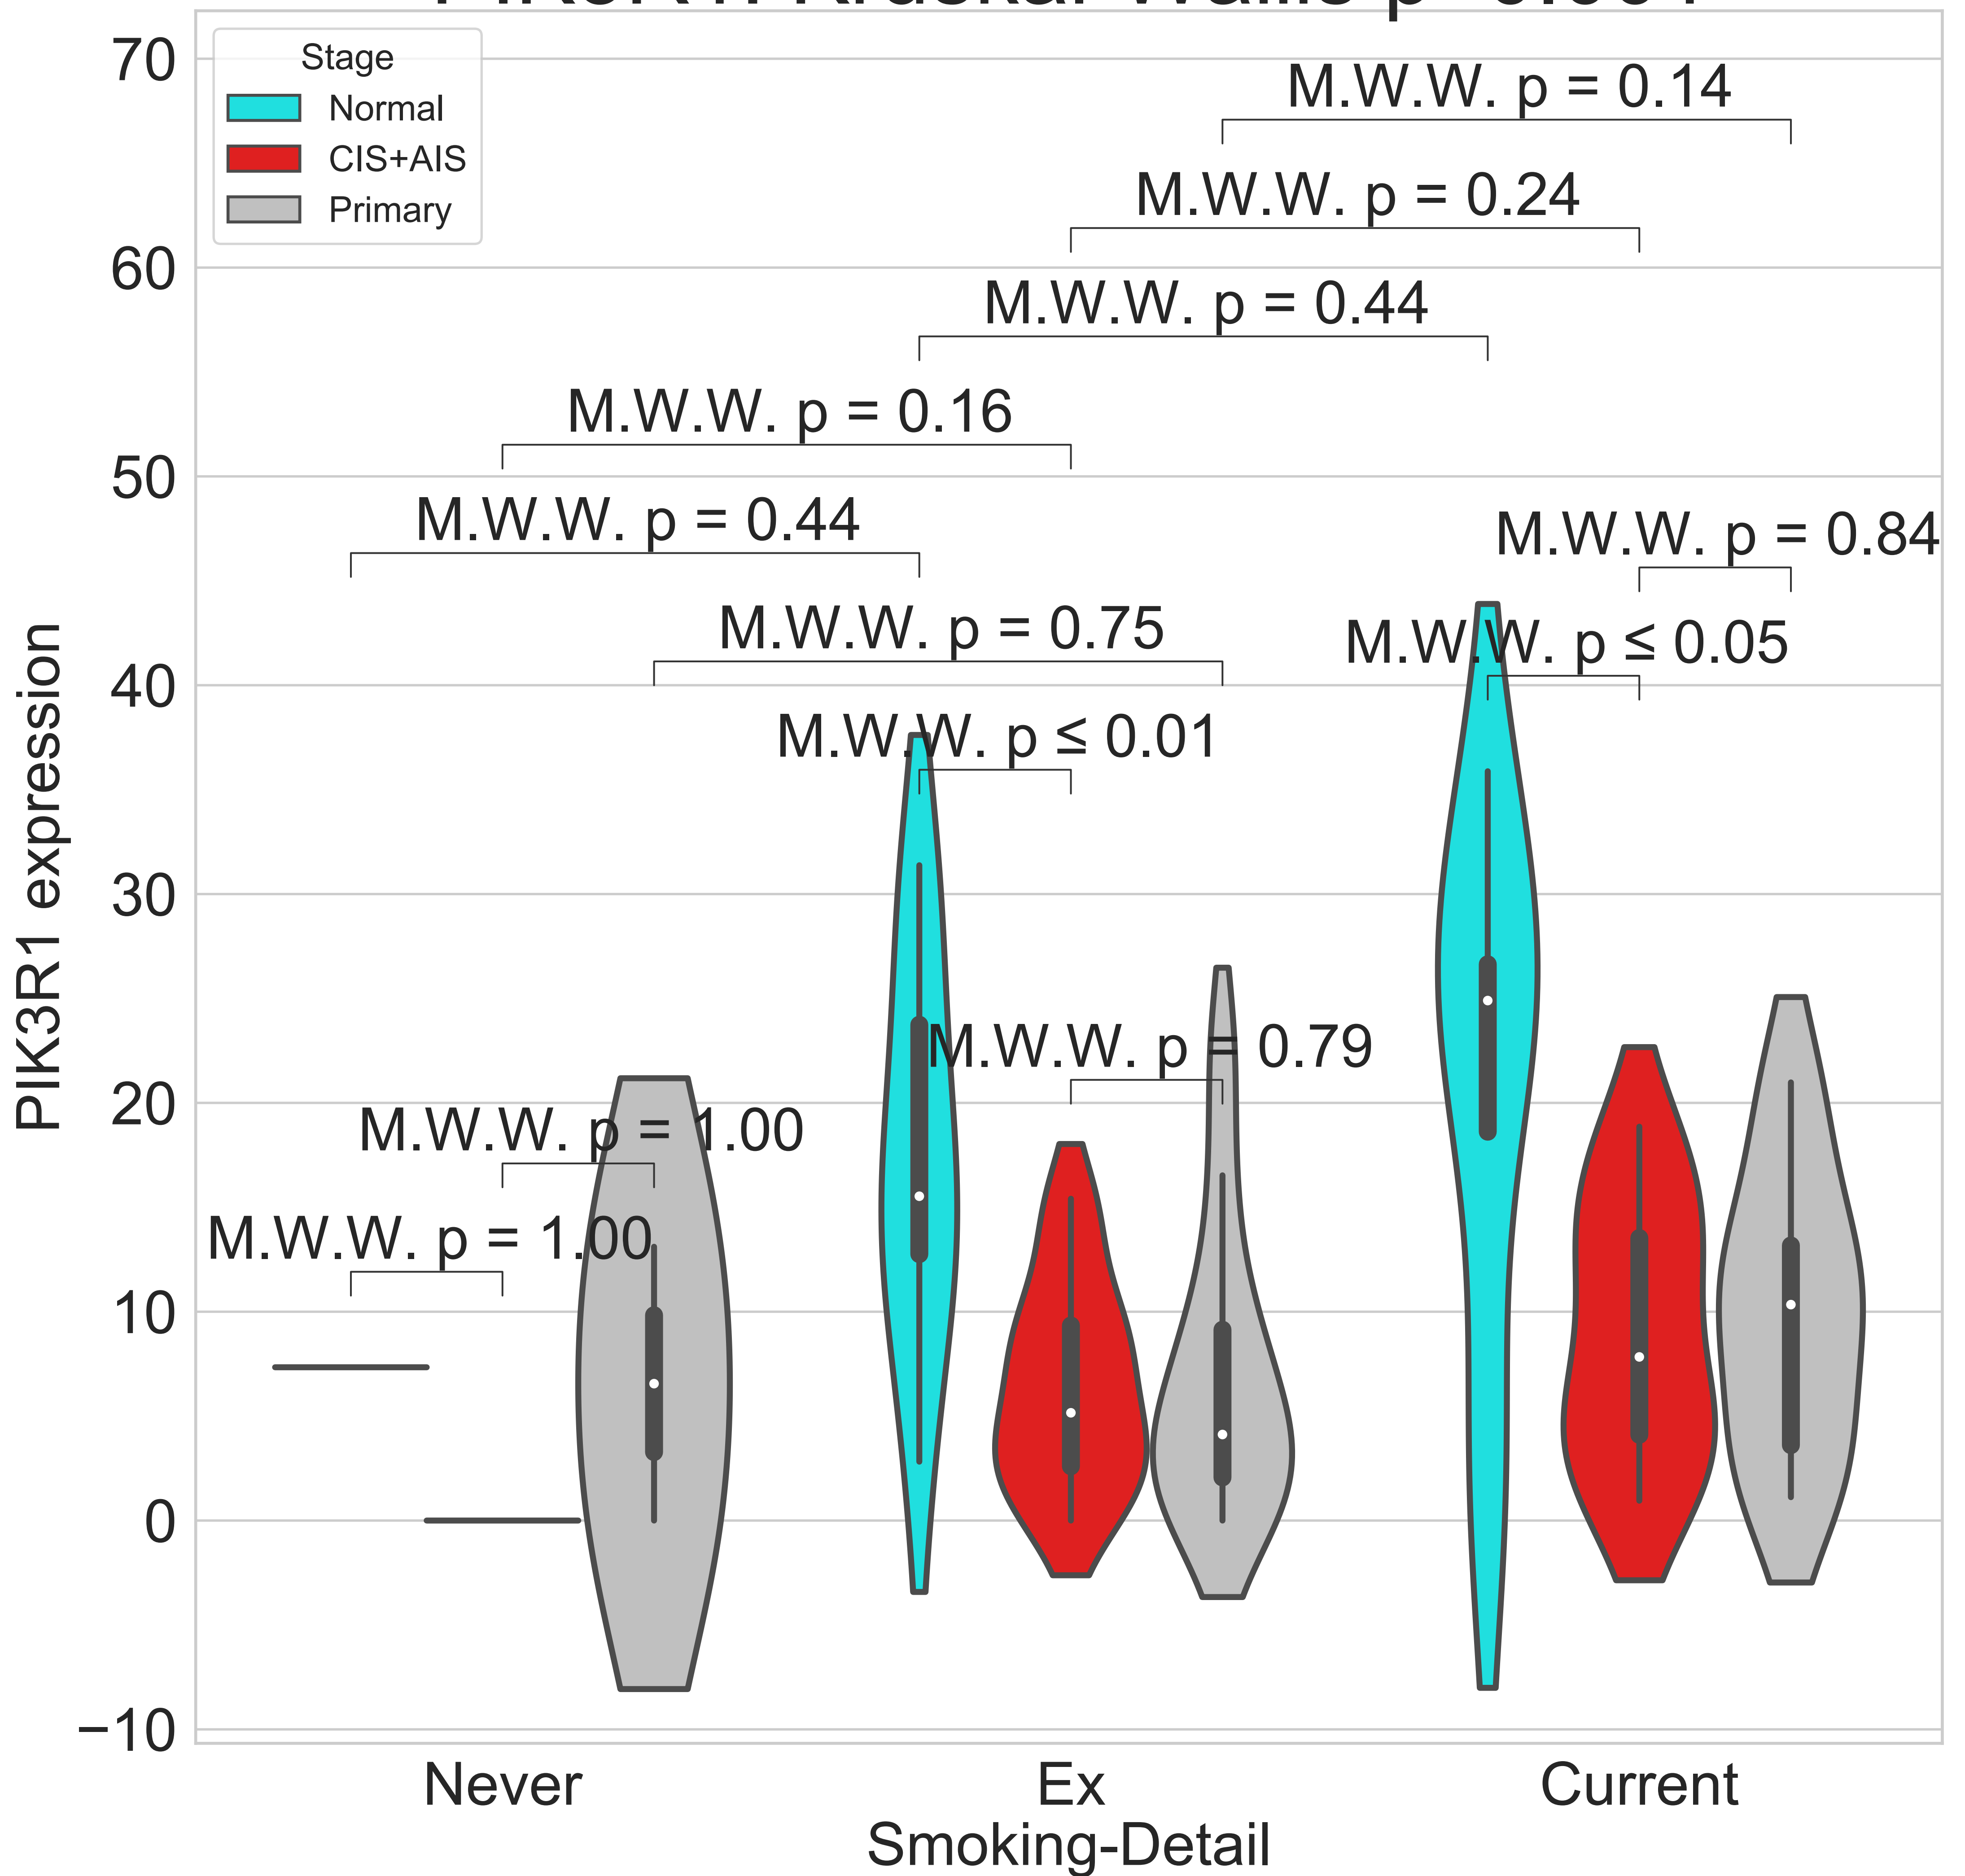 70
60
50
40
30
20
10
0
−10
PIK3R1 expression
Stage
Normal
CIS+AIS
Primary
M.W.W. p = 0.14
M.W.W. p = 0.24
M.W.W. p = 0.44
M.W.W. p = 0.16
M.W.W. p = 0.44
M.W.W. p = 0.84
M.W.W. p = 0.75
M.W.W. p ≤ 0.05
M.W.W. p ≤ 0.01
M.W.W. p = 0.79
M.W.W. p = 1.00
M.W.W. p = 1.00
Never
Ex
Current
Smoking-Detail